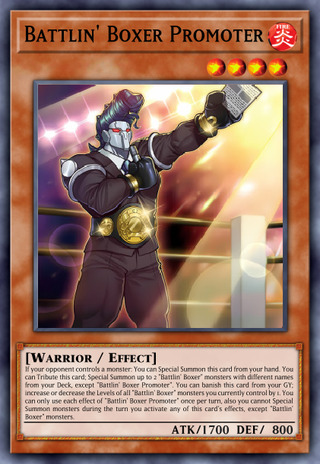 Battlin' Boxer Promoter
FIRE
炎
[Warrior / Effect]
If your opponent controls a monster: You can Special Summon this card from your hand. You
can Tribute this card; Special Summon up to 2 "Battlin' Boxer" monsters with different names
from your Deck, except "Battlin' Boxer Promoter". You can banish this card from your GY;
increase or decrease the Levels of all "Battlin' Boxer" monsters you currently control by 1. You
can only use each effect of "Battlin' Boxer Promoter" once per turn, also you cannot Special
Summon monsters during the turn you activate any of this card's effects, except "Battlin'
Boxer" monsters.
ATK/1700 DEF/ 800